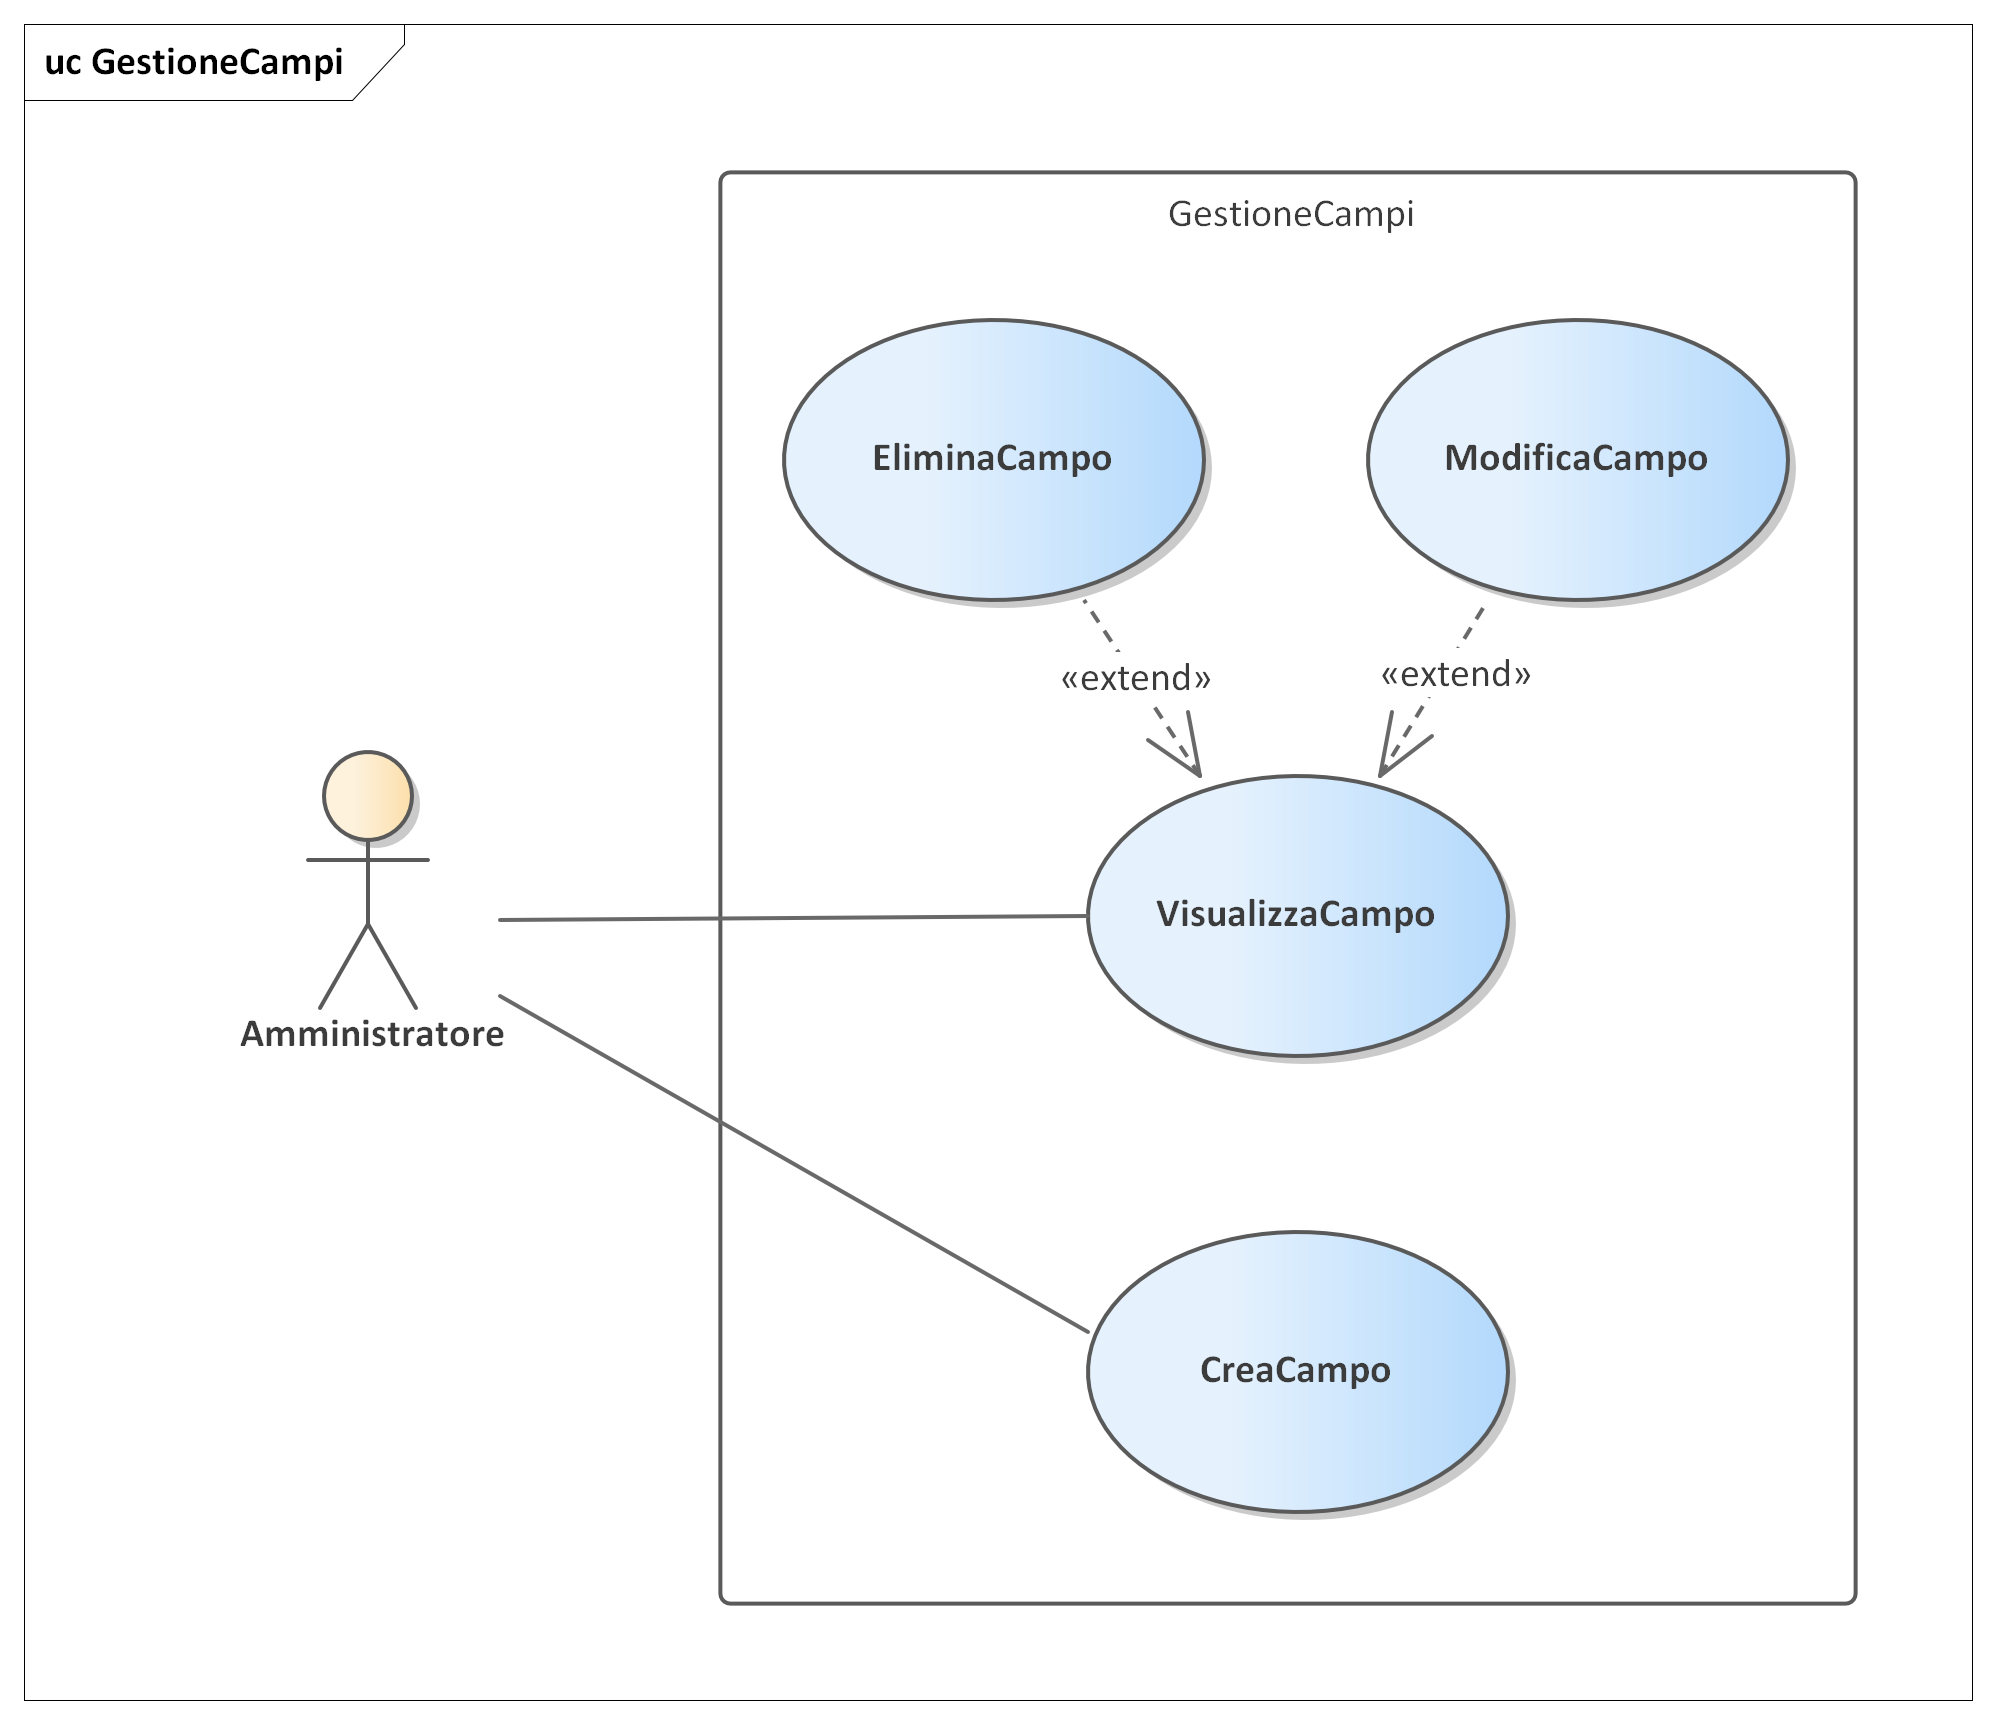 uc GestioneCampi
GestioneCampi
EliminaCampo
ModificaCampo
«extend»
«extend»
VisualizzaCampo
Amministratore
CreaCampo